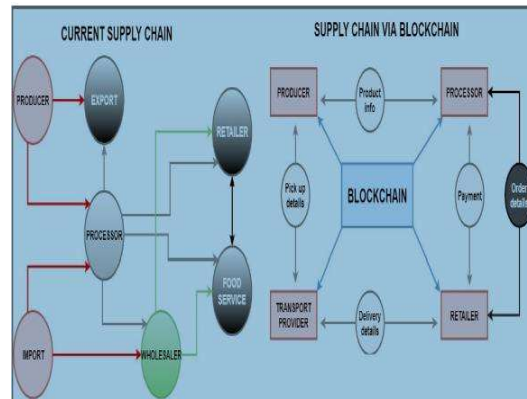 CURRENT SUPPLY CHAIN
PRODUCER
EXPORT
RETAILER
PROCESSOR
FOOD
SERVICE
IMPORT
WHOLESALER
SUPPLY CHAIN VIA BLOCKCHAIN
PRODUCER
Product
info
PROCESSOR
Pick up
details
BLOCKCHAIN
Payment
Order
details
TRANSPORT
PROVIDER
Delivery
details
RETAILER